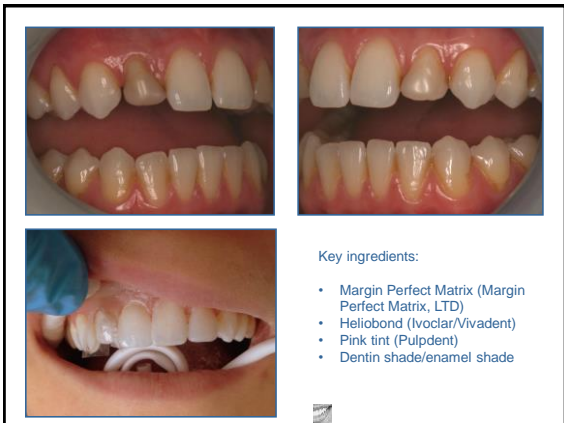 Key ingredients:
• Margin Perfect Matrix (Margin
Perfect Matrix, LTD)
• Heliobond (Ivoclar/Vivadent)
• Pink tint (Pulpdent)
• Dentin shade/enamel shade